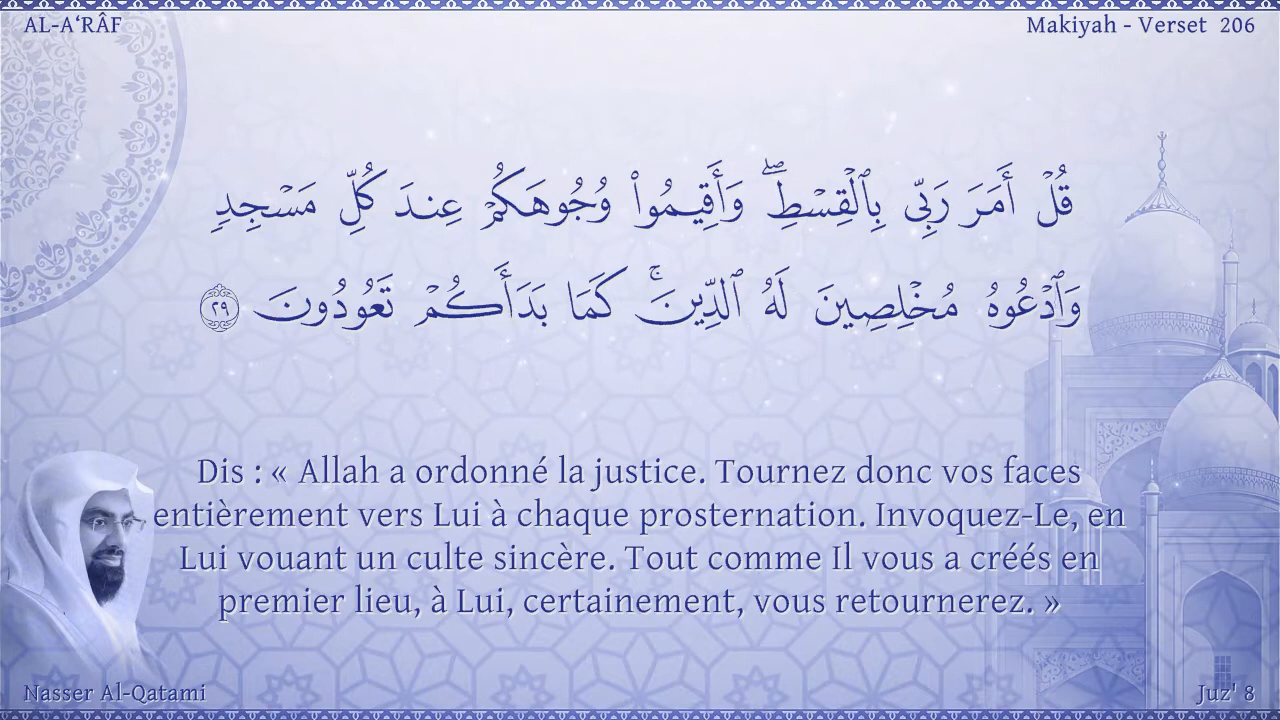 AL-A‘RÂF
Makiyah - Verset 206
قُلْ أَمَرَ رَبِّى بِٱلْقِسْطِ ۖ وَأَقِيمُوا۟ وُجُوهَكُمْ عِندَ كُلِّ مَسْجِدٍ
وَٱدْعُوهُ مُخْلِصِينَ لَهُ ٱلدِّينَ ۚ كَمَا بَدَأَكُمْ تَعُودُونَ ٢٩
Dis : « Allah a ordonné la justice. Tournez donc vos faces
entièrement vers Lui à chaque prosternation. Invoquez-Le, en
Lui vouant un culte sincère. Tout comme Il vous a créés en
premier lieu, à Lui, certainement, vous retournerez. »
Nasser Al-Qatami
Juz' 8